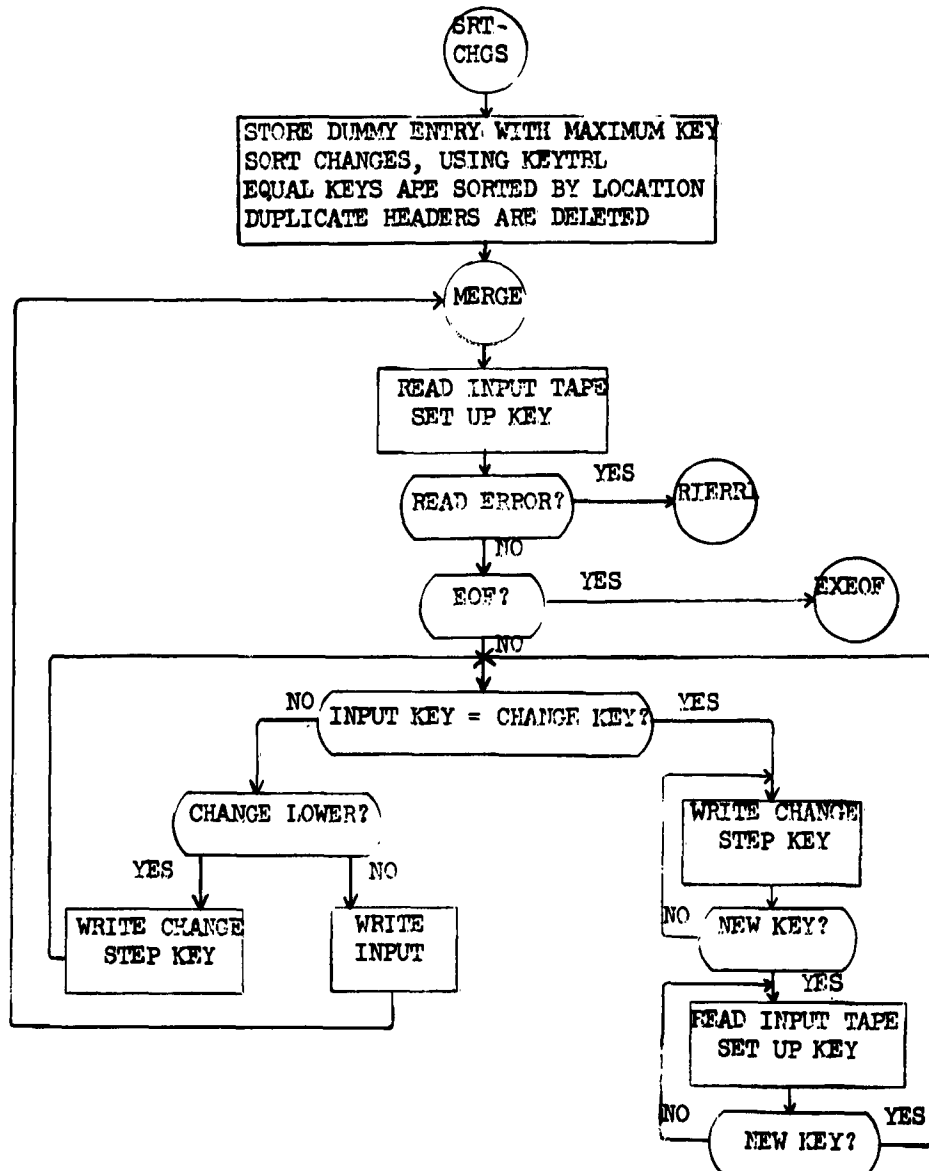 SRT-
CHGS
STORE DUMMY ENTRY WITH MAXIMUM KEY
SORT CHANGES, USING KEYTBL
EQUAL KEYS ARE SORTED BY LOCATION
DUPLICATE HEADERS ARE DELETED
MERGE
READ INPUT TAPE
SET UP KEY
YES
READ ERROR?
NO
YES
EOF?
EXEOF
NO
NO
INPUT KEY = CHANGE KEY?
YES
CHANGE LOWER?
WRITE CHANGE
STEP KEY
YES
NO
WRITE CHANGE
STEP KEY
WRITE
INPUT
NO
NEW KEY?
YES
READ INPUT TAPE
SET UP KEY
NO
YES
NEW KEY?